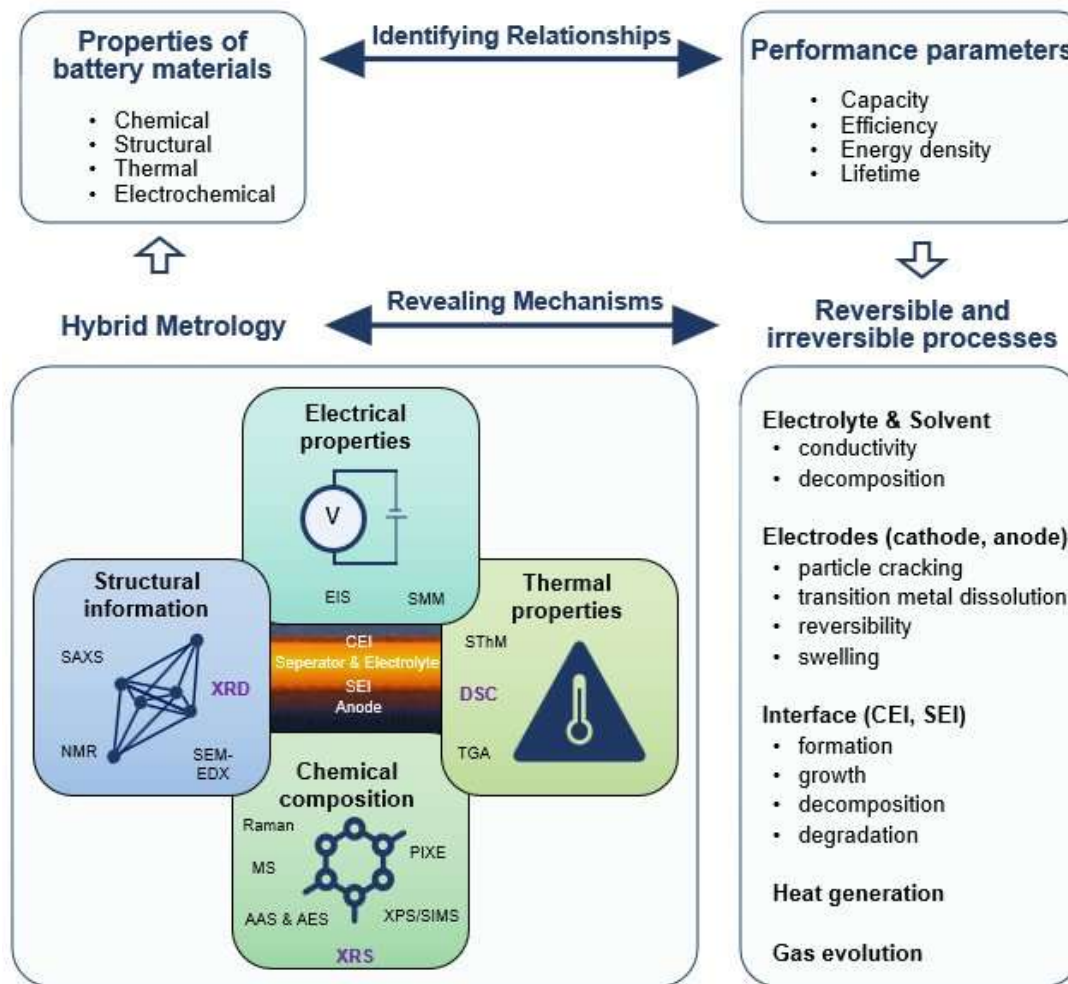 Properties of
battery materials
• Chemical
• Structural
• Thermal
• Electrochemical
Identifying Relationships
Performance parameters
• Capacity
• Efficiency
• Energy density
• Lifetime
Hybrid Metrology
Revealing Mechanisms
Reversible and
irreversible processes
Electrical
properties
V
EIS
SMM
Structural
information
SAXS
XRD
NMR
SEM-
EDX
CEI
Seperator & Electrolyte
SEI
Anode
Thermal
properties
SThM
DSC
TGA
Chemical
composition
Raman
PIXE
MS
AAS & AES
XPS/SIMS
XRS
Electrolyte & Solvent
• conductivity
• decomposition
Electrodes (cathode, anode)
• particle cracking
• transition metal dissolution
• reversibility
• swelling
Interface (CEI, SEI)
• formation
• growth
• decomposition
• degradation
Heat generation
Gas evolution